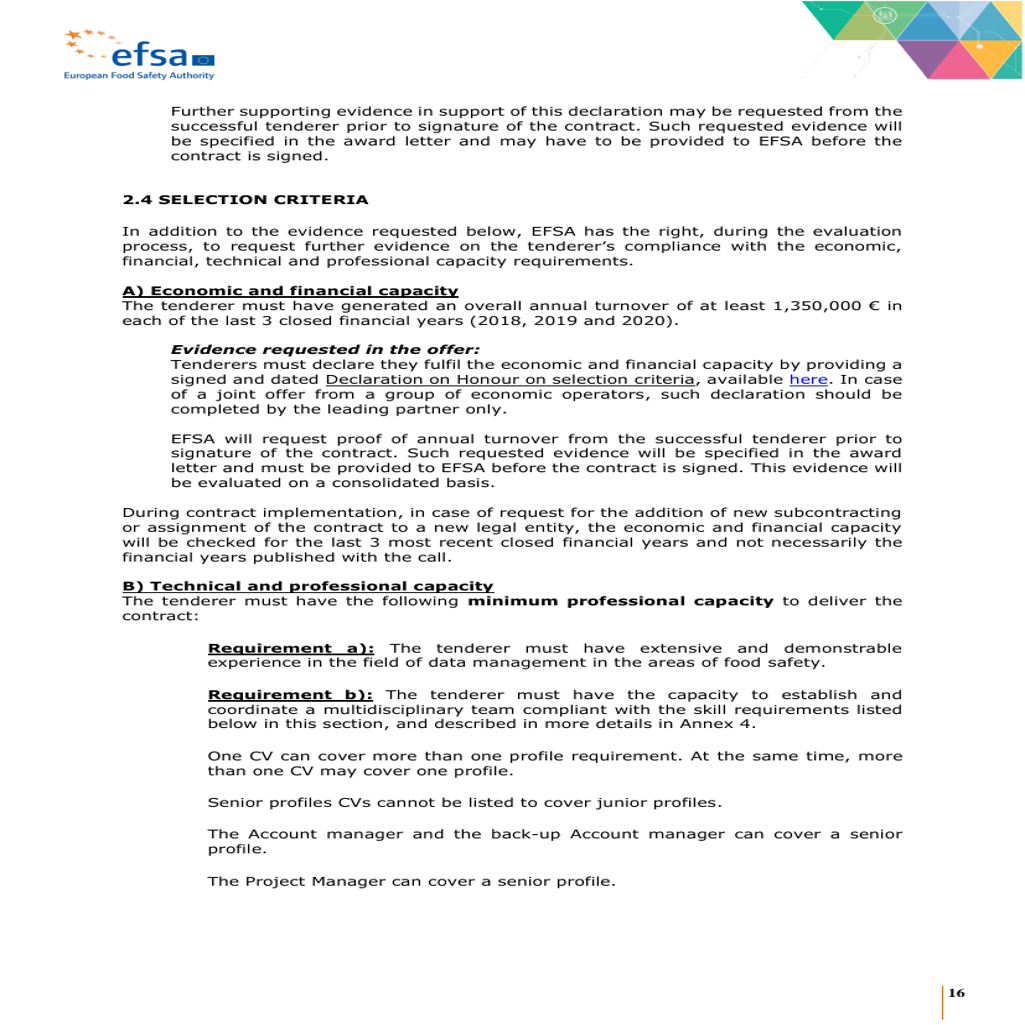 efsa
European Food Safety Authority
Further supporting evidence in support of this declaration may be requested from the
successful tenderer prior to signature of the contract. Such requested evidence will
be specified in the award letter and may have to be provided to EFSA before the
contract is signed.
2.4 SELECTION CRITERIA
In addition to the evidence requested below, EFSA has the right, during the evaluation
process, to request further evidence on the tenderer’s compliance with the economic,
financial, technical and professional capacity requirements.
A) Economic and financial capacity
The tenderer must have generated an overall annual turnover of at least 1,350,000 € in
each of the last 3 closed financial years (2018, 2019 and 2020).
Evidence requested in the offer:
Tenderers must declare they fulfil the economic and financial capacity by providing a
signed and dated Declaration on Honour on selection criteria, available here. In case
of a joint offer from a group of economic operators, such declaration should be
completed by the leading partner only.
EFSA will request proof of annual turnover from the successful tenderer prior to
signature of the contract. Such requested evidence will be specified in the award
letter and must be provided to EFSA before the contract is signed. This evidence will
be evaluated on a consolidated basis.
During contract implementation, in case of request for the addition of new subcontracting
or assignment of the contract to a new legal entity, the economic and financial capacity
will be checked for the last 3 most recent closed financial years and not necessarily the
financial years published with the call.
B) Technical and professional capacity
The tenderer must have the following minimum professional capacity to deliver the
contract:
Requirement a): The tenderer must have extensive and demonstrable
experience in the field of data management in the areas of food safety.
Requirement b): The tenderer must have the capacity to establish and
coordinate a multidisciplinary team compliant with the skill requirements listed
below in this section, and described in more details in Annex 4.
One CV can cover more than one profile requirement. At the same time, more
than one CV may cover one profile.
Senior profiles CVs cannot be listed to cover junior profiles.
The Account manager and the back-up Account manager can cover a senior
profile.
The Project Manager can cover a senior profile.
16